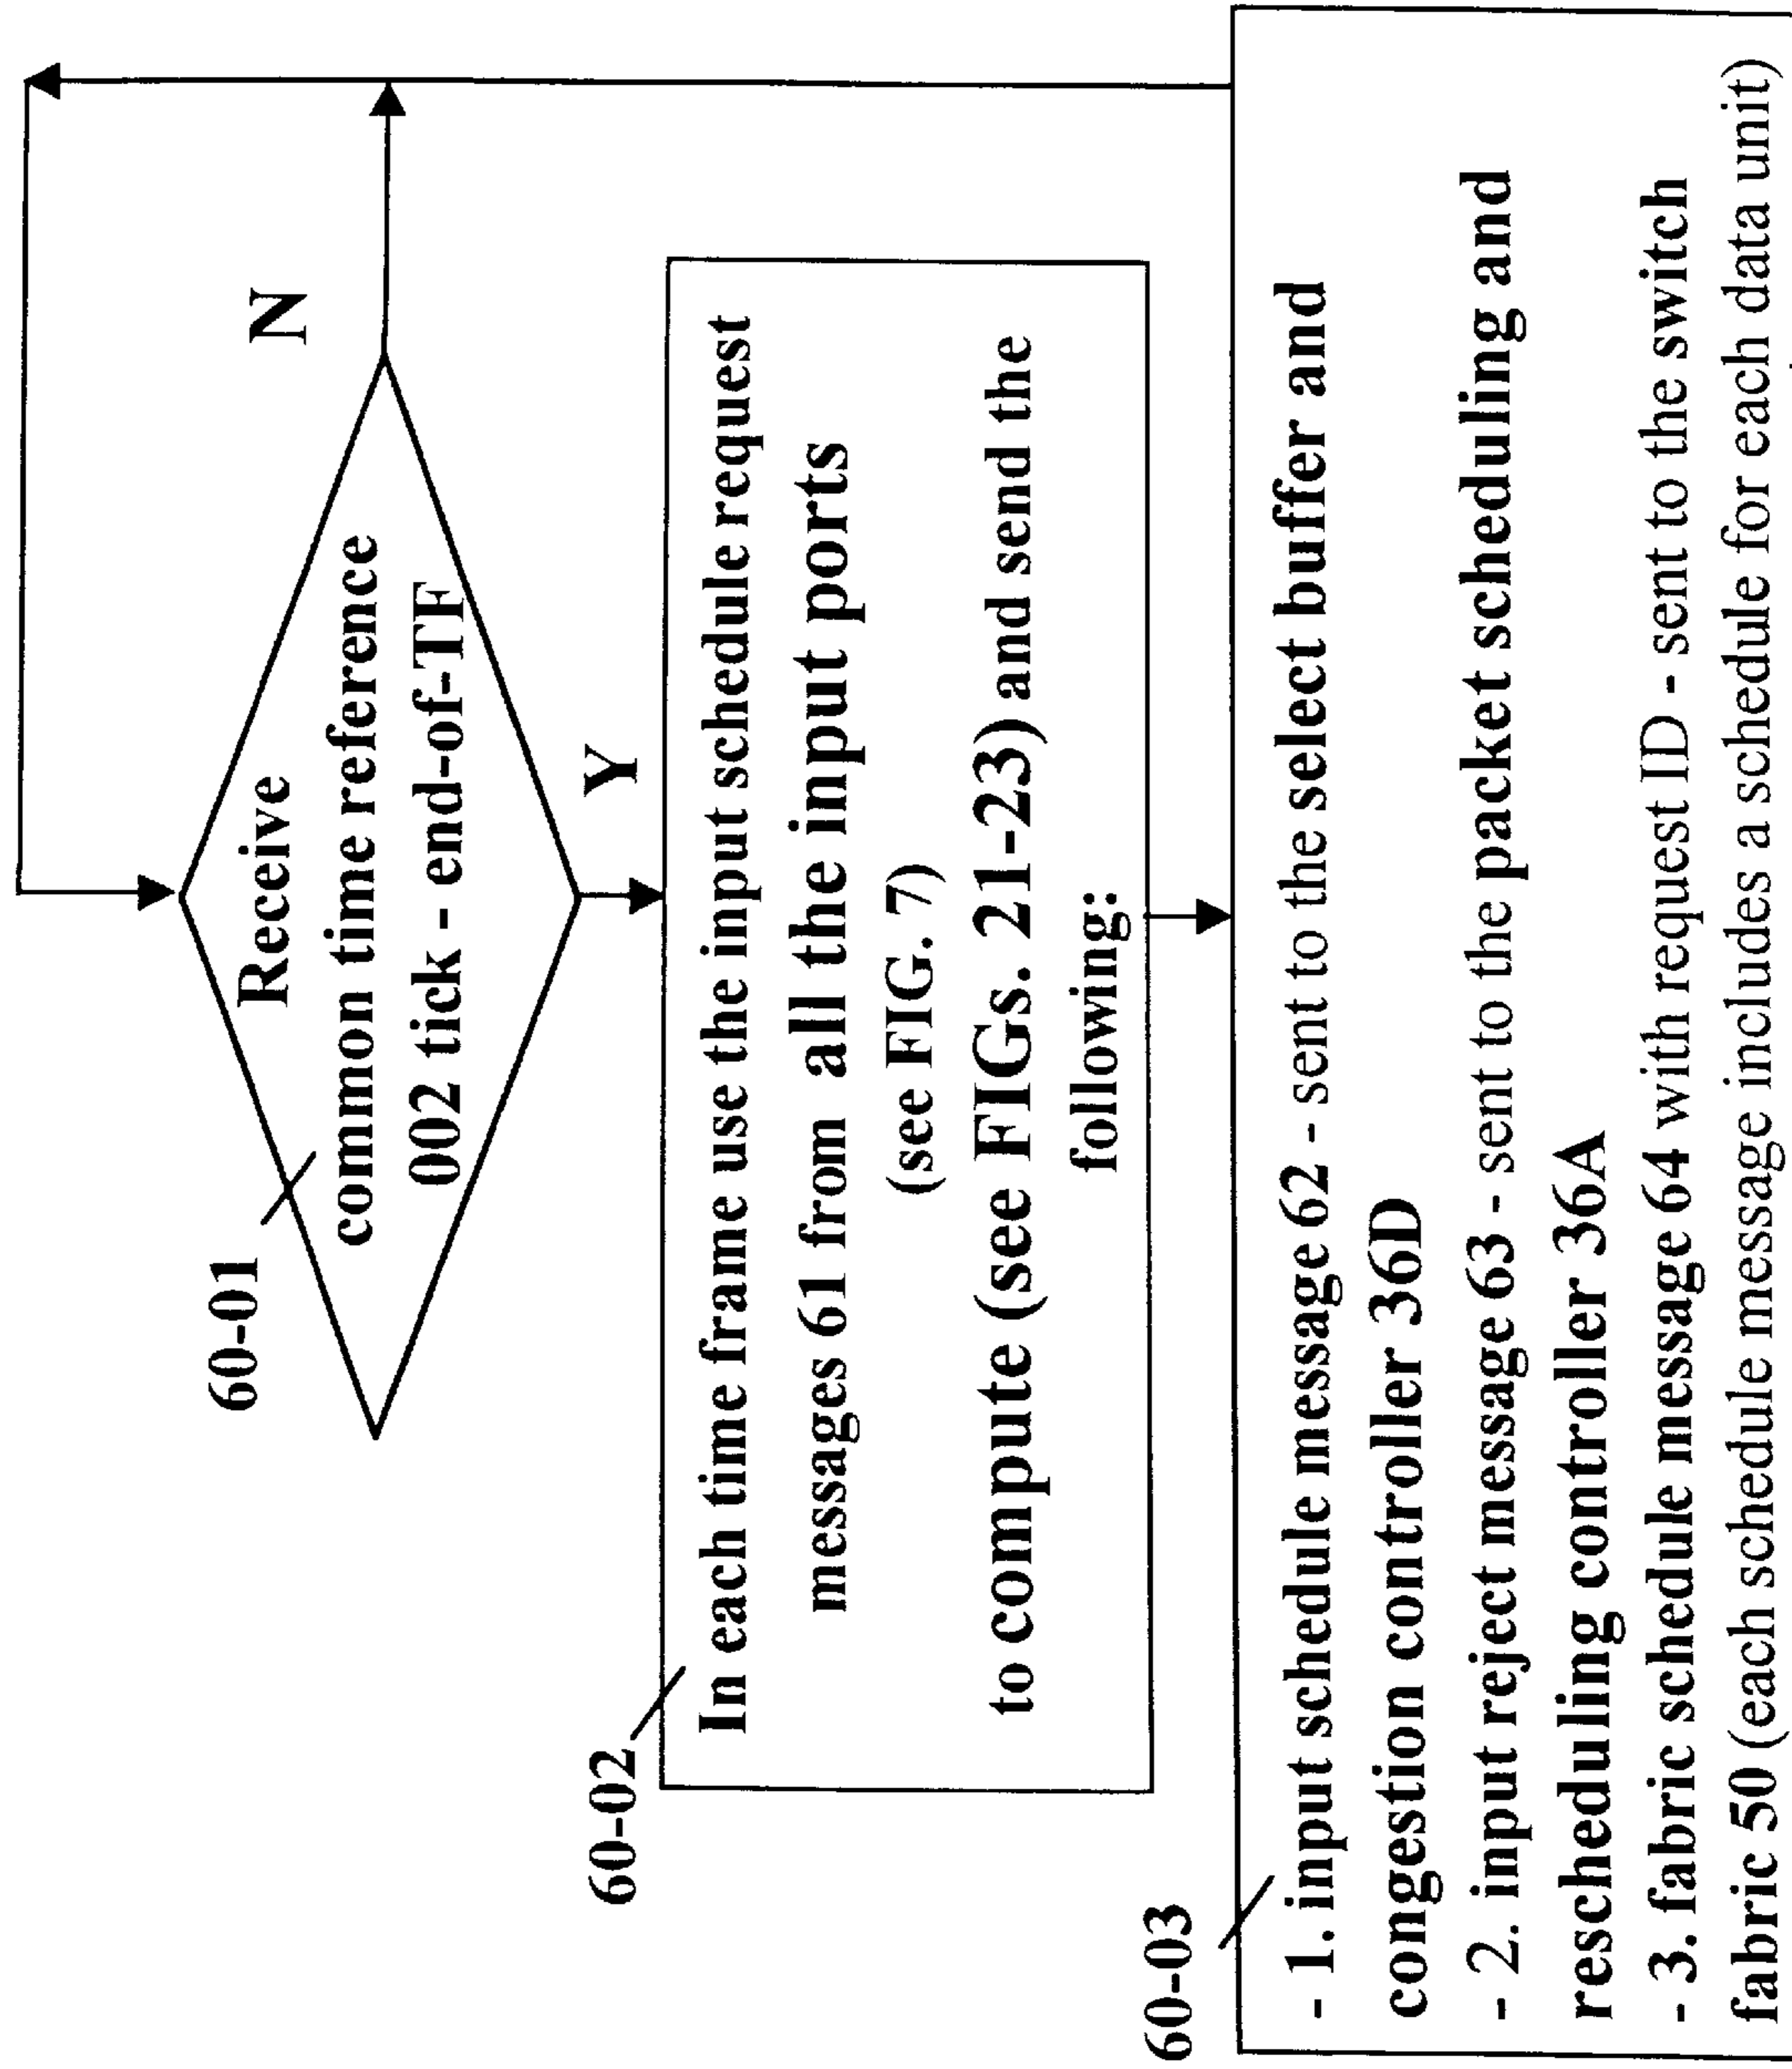 60-01
Receive
common time reference
002 tick - end-of-TF
N
Y
60-02
In each time frame use the input schedule request
messages 61 from all the input ports
(see FIG. 7)
to compute (see FIGs. 21-23) and send the
following:
60-03
- 1. input schedule message 62 - sent to the select buffer and
congestion controller 36D
- 2. input reject message 63 - sent to the packet scheduling and
rescheduling controller 36A
- 3. fabric schedule message 64 with request ID - sent to the switch
fabric 50 (each schedule message includes a schedule for each data unit)